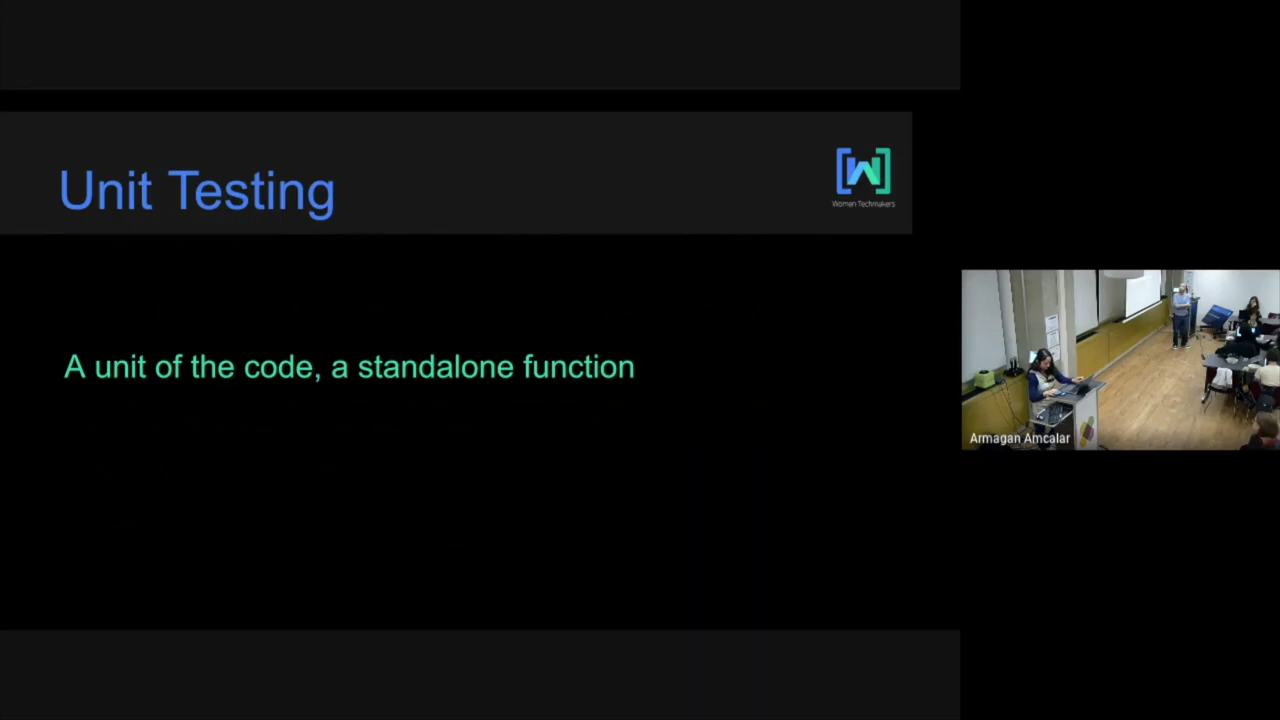 Unit Testing
Women Techmakers
A unit of the code, a standalone function
Armagan Amcalar